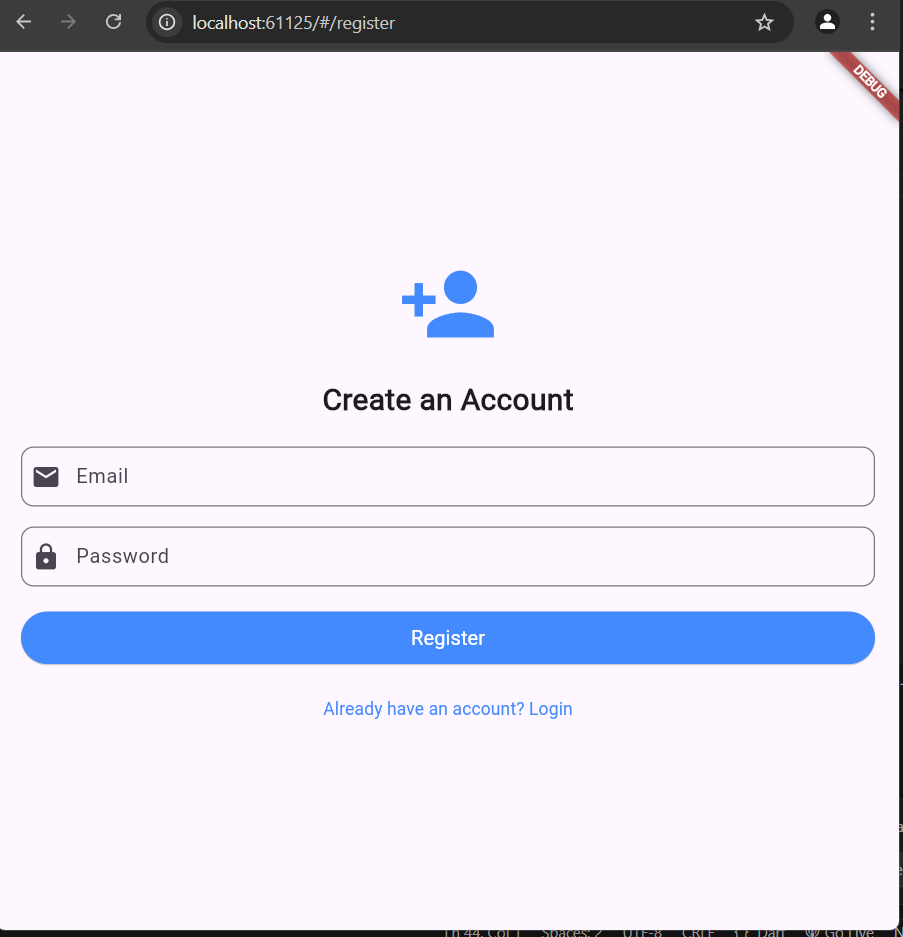 localhost:61125/#/register
DEBUG
Create an Account
Email
Password
Register
Already have an account? Login
Ln 44, Col 1 Spaces: 2 UTF-8 CRLF Dart Go Live